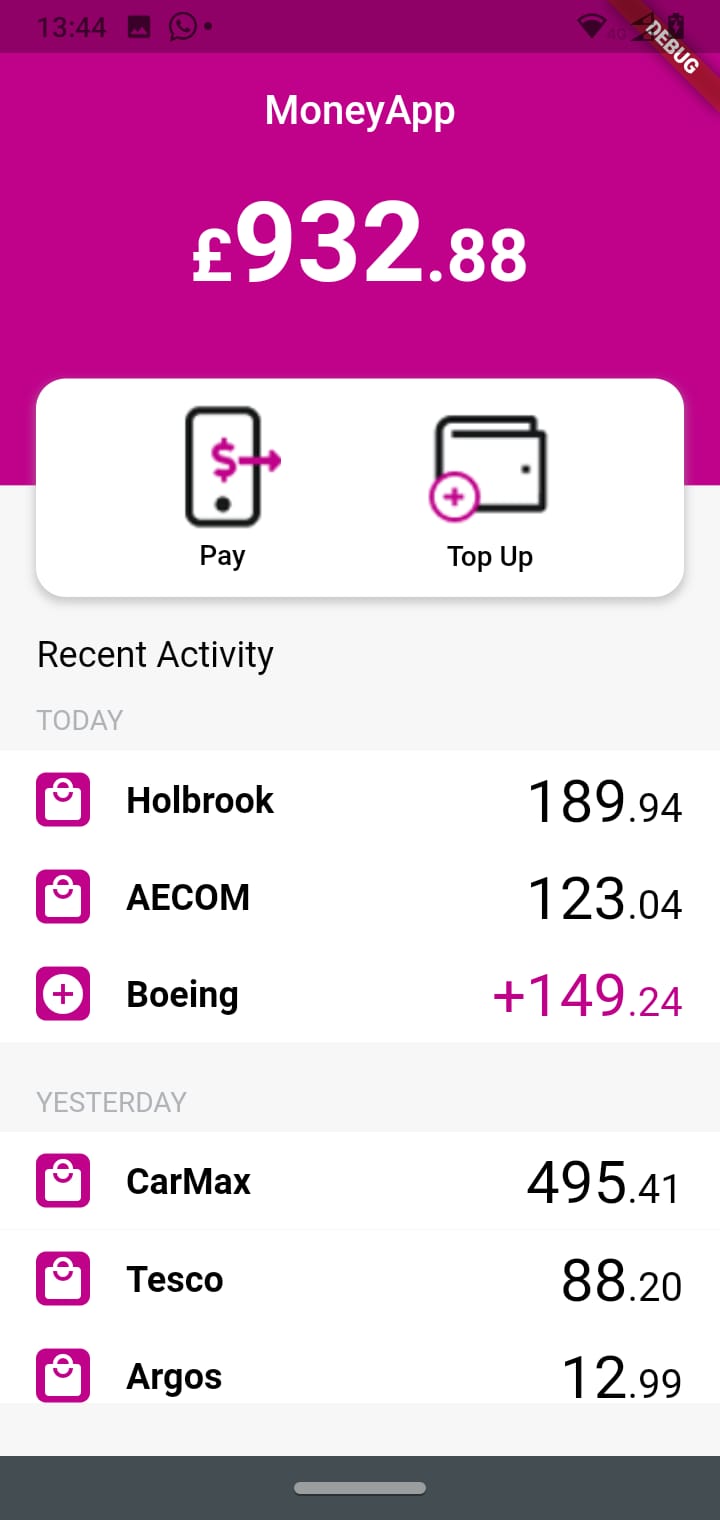 13:44
4G
DEBUG
MoneyApp
£932.88
$
Pay
Top Up
Recent Activity
TODAY
Holbrook 189.94
AECOM 123.04
Boeing +149.24
YESTERDAY
CarMax 495.41
Tesco 88.20
Argos 12.99